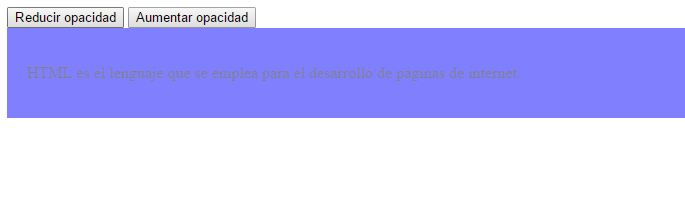 Reducir opacidad Aumentar opacidad
HTML es el lenguaje que se emplea para el desarrollo de páginas de internet.